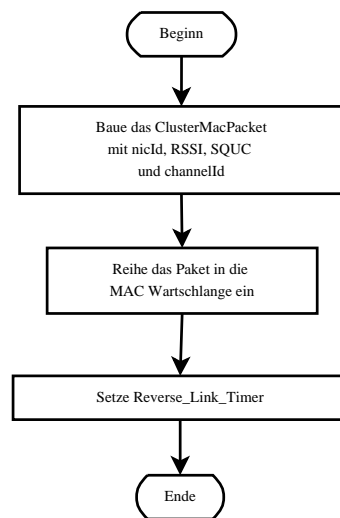 Beginn
Baue das ClusterMacPacket
mit nicId, RSSI, SQUC
und channelId
Reihe das Paket in die
MAC Wartschlange ein
Setze Reverse_Link_Timer
Ende